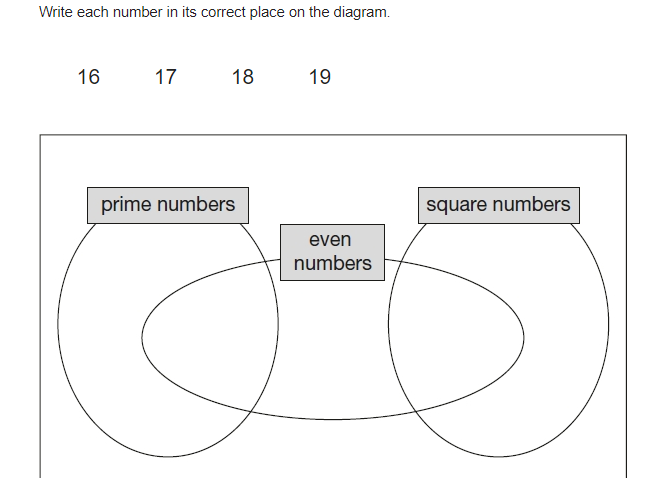 Write each number in its correct place on the diagram.
16 17 18 19
prime numbers
square numbers
even
numbers